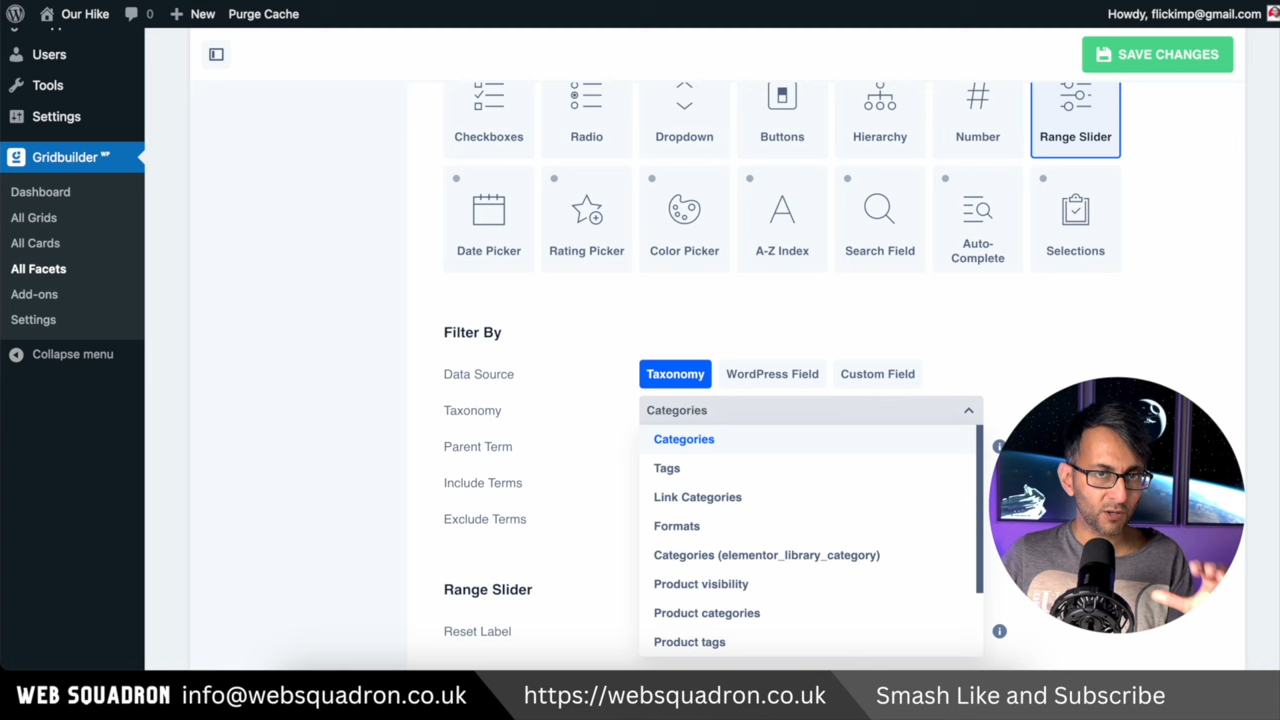 Our Hike
0
New
Purge Cache
Howdy, flickimp@gmail.com
Users
Tools
Settings
Gridbuilder WP
Dashboard
All Grids
All Cards
All Facets
Add-ons
Settings
Collapse menu
SAVE CHANGES
Checkboxes
Radio
Dropdown
Buttons
Hierarchy
Number
Range Slider
Date Picker
Rating Picker
Color Picker
A-Z Index
Search Field
Auto-
Complete
Selections
Filter By
Data Source
Taxonomy
WordPress Field
Custom Field
Taxonomy
Categories
Parent Term
Include Terms
Exclude Terms
Categories
Tags
Link Categories
Formats
Categories (elementor_library_category)
Product visibility
Product categories
Product tags
Range Slider
Reset Label
WEB SQUADRON info@websquadron.co.uk
https://websquadron.co.uk
Smash Like and Subscribe